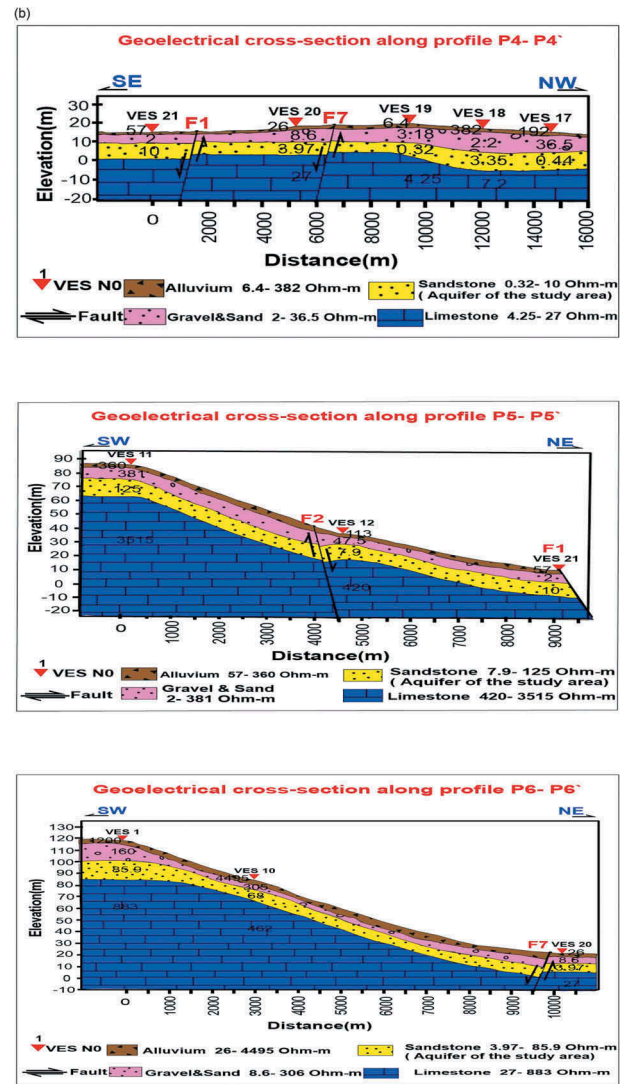 (b)
Geoelectrical cross-section along profile P4- P4`
SE
NW
VES 21
F1
VES 20
F7
VES 19
VES 18
VES 17
57
26
6.4
382
192
2
8.6
3.18
2.2
36.5
10
3.97
0.32
3.35
0.44
27
4.25
7.2
Elevation(m)
30
20
10
0
-10
-20
O
2000
4000
6000
8000
10000
12000
14000
16000
Distance(m)
1
VES N0
Alluvium 6.4- 382 Ohm-m
Sandstone 0.32- 10 Ohm-m
( Aquifer of the study area)
Fault
Gravel&Sand 2- 36.5 Ohm-m
Limestone 4.25- 27 Ohm-m
Geoelectrical cross-section along profile P5- P5`
SW
NE
VES 11
360
381
125
3515
F2
VES 12
413
47.5
7.9
420
F1
VES 21
57
2
10
Elevation(m)
90
80
70
60
50
40
30
20
10
0
-10
-20
O
1000
2000
3000
4000
5000
6000
7000
8000
9000
Distance(m)
1
VES N0
Alluvium 57- 360 Ohm-m
Sandstone 7.9- 125 Ohm-m
( Aquifer of the study area)
Fault
Gravel & Sand
2- 381 Ohm-m
Limestone 420- 3515 Ohm-m
Geoelectrical cross-section along profile P6- P6`
SW
NE
VES 1
1200
160
85.9
883
VES 10
4495
305
68
462
F7
VES 20
26
8.6
3.97
27
Elevation(m)
130
120
110
100
90
80
70
60
50
40
30
20
10
0
-10
0
1000
2000
3000
4000
5000
6000
7000
8000
9000
10000
Distance(m)
1
VES N0
Alluvium 26- 4495 Ohm-m
Sandstone 3.97- 85.9 Ohm-m
(Aquifer of the study area)
Fault
Gravel&Sand 8.6- 306 Ohm-m
Limestone 27- 883 Ohm-m